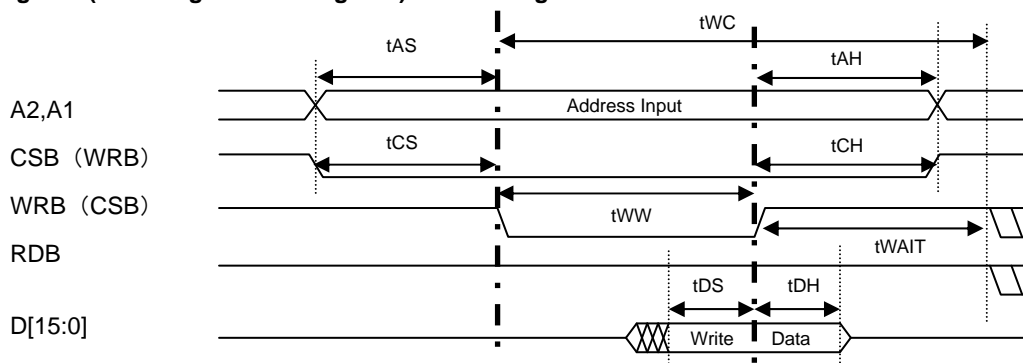 tWC
tAS
tAH
A2,A1
Address Input
CSB（WRB）
tCS
tCH
WRB（CSB）
tWW
tWAIT
RDB
tDS
tDH
D[15:0]
Write
Data